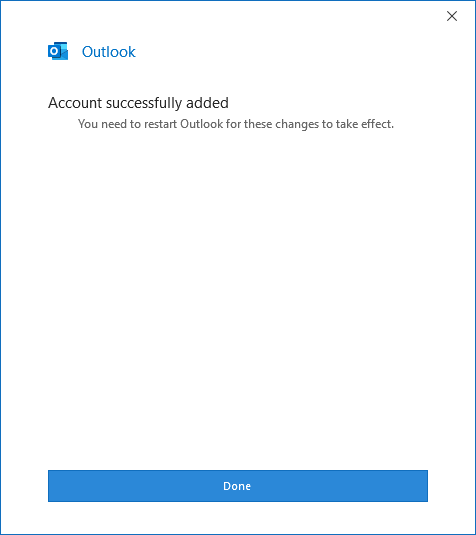 Outlook
Account successfully added
You need to restart Outlook for these changes to take effect.
Done